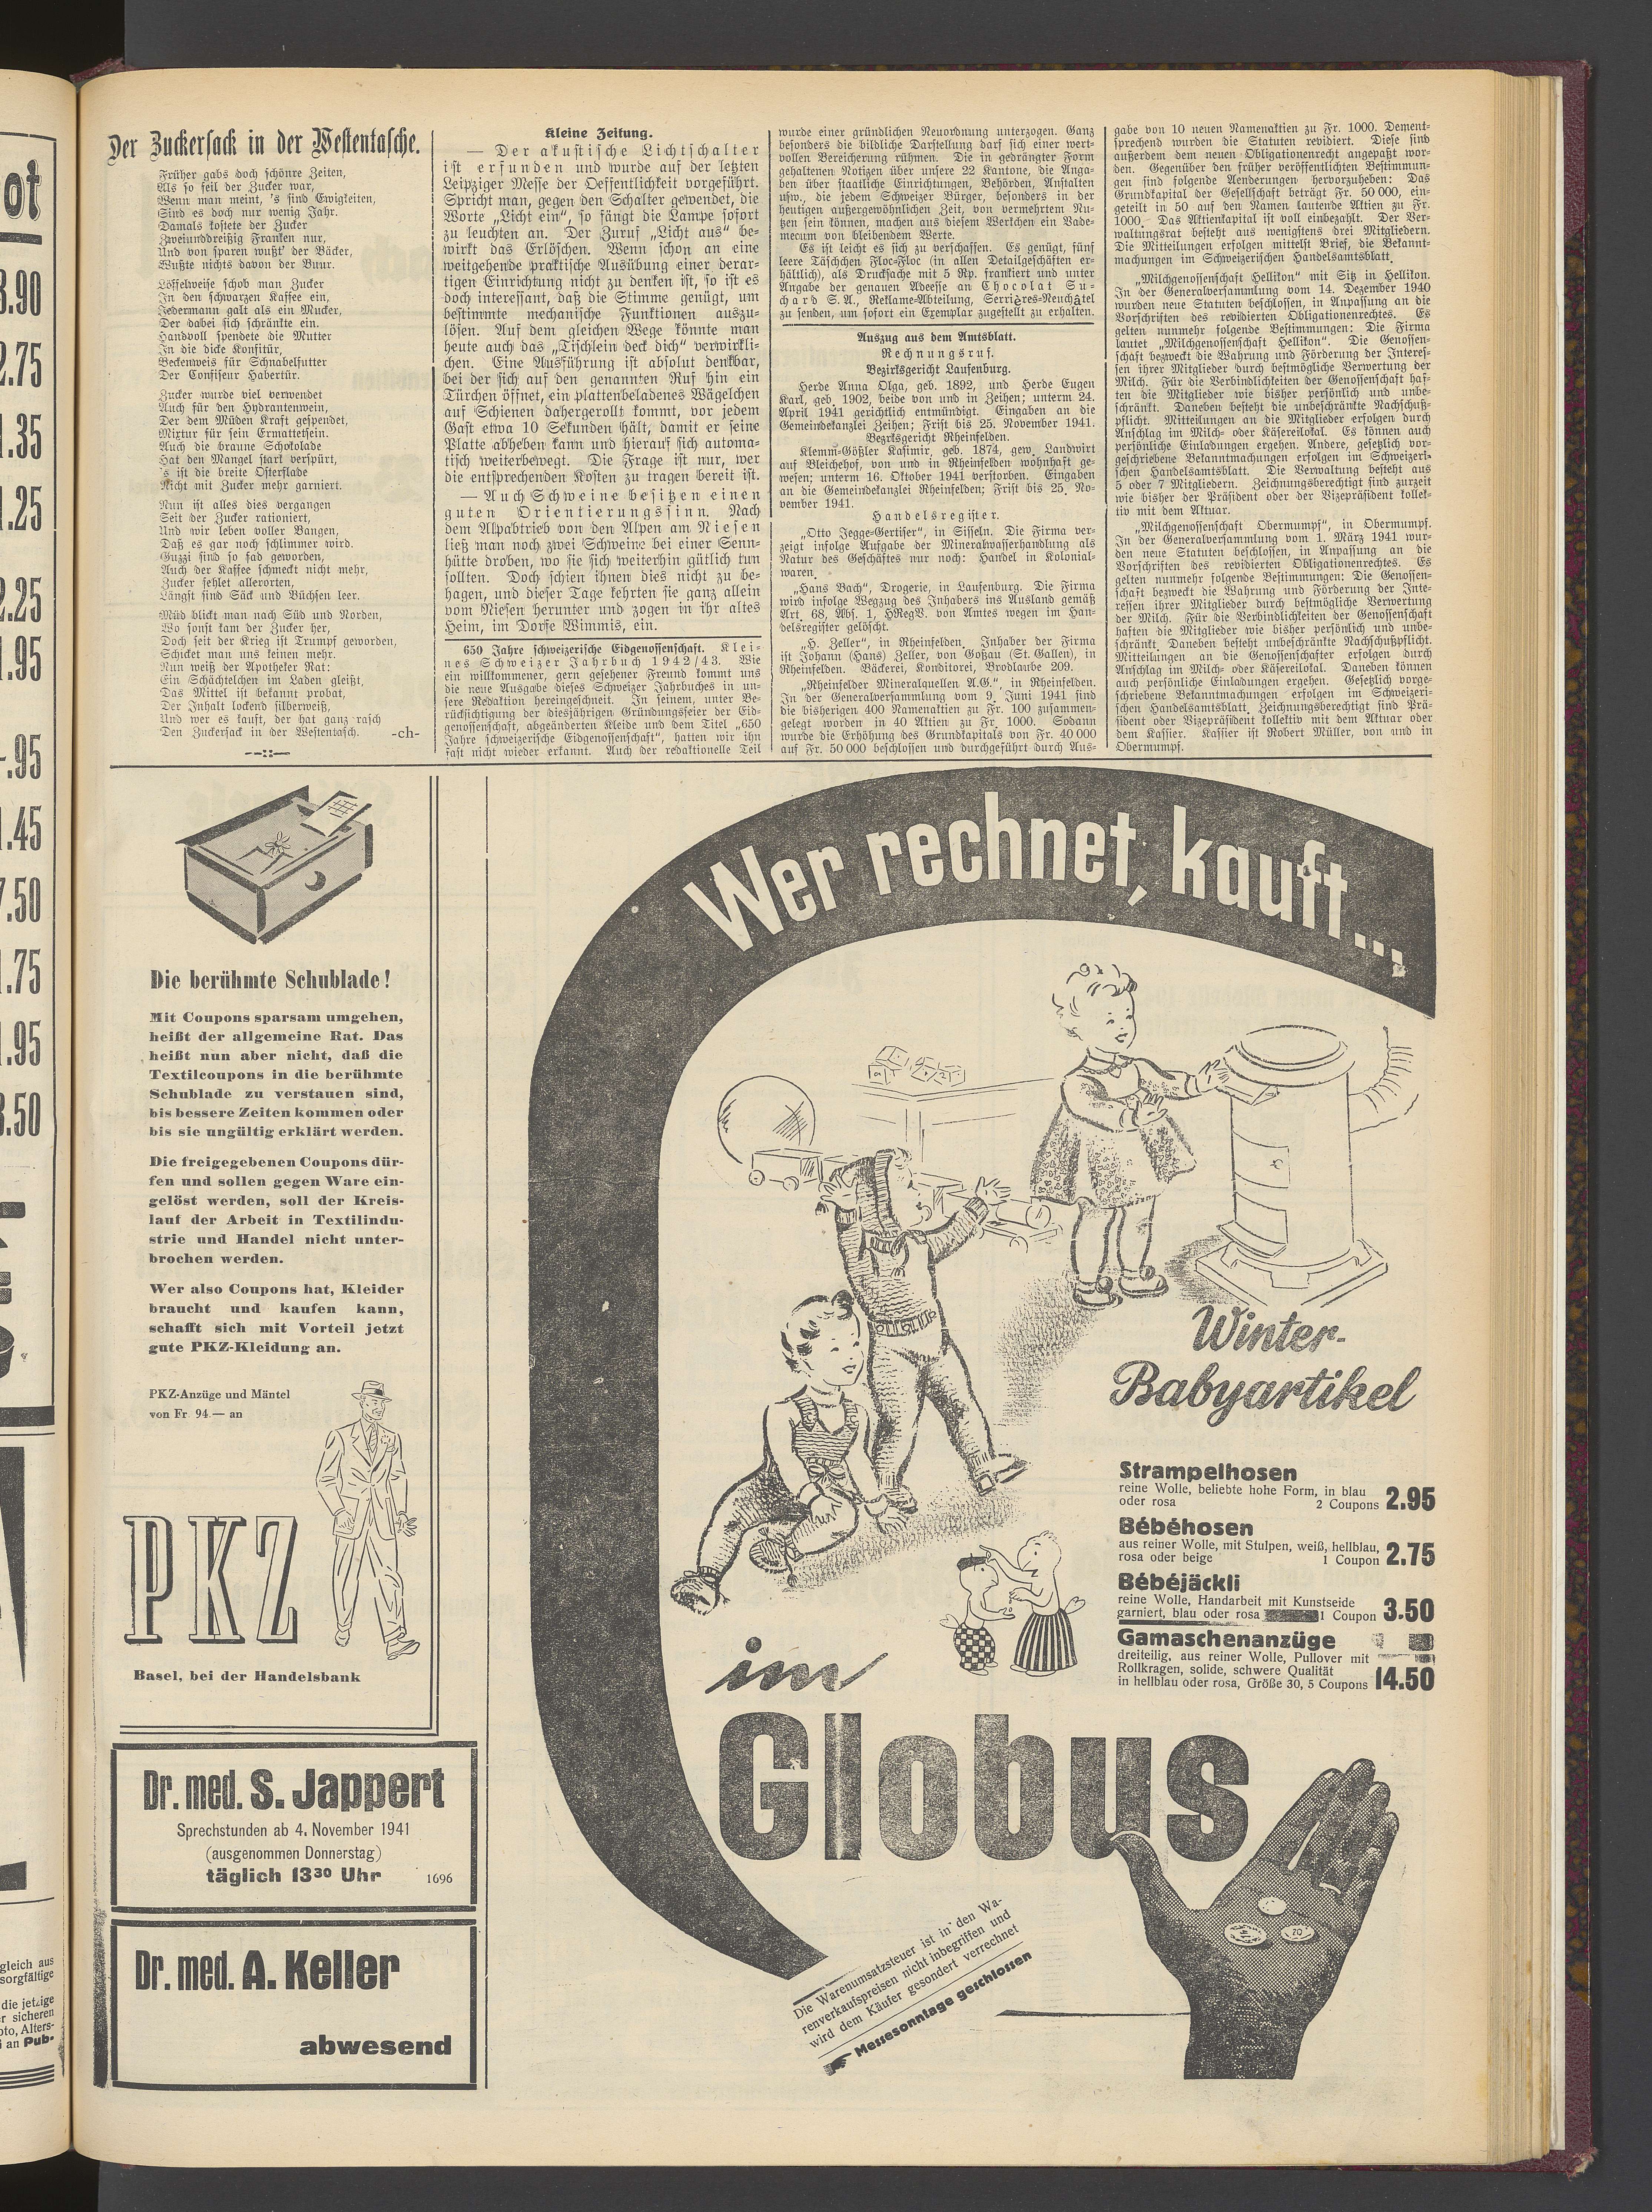 Der Zuckersack in der Westentasche.
Früher gabs doch schönre Zeiten,
Als so feil der Zucker war,
Wenn man meint, 's sind Ewigkeiten,
Sind es doch nur wenig Jahr.
Damals kostete der Zucker
Zweiunddreißig Franken nur,
Und von sparen wußt' der Bäcker,
Wußte nichts davon der Buur.
Löffelweise schob man Zucker
In den schwarzen Kaffee ein,
Jedermann galt als ein Mucker,
Der dabei sich schränkte ein.
Handvoll spendete die Mutter
In die dicke Konfitür,
Beckenweis für Schnabelfutter
Der Confiseur Habertür.
Zucker wurde viel verwendet
Auch für den Hydrantenwein,
Der dem Müden Kraft gespendet,
Mixtur für sein Ermattetsein.
Auch die braune Schokolade
Hat den Mangel stark verspürt,
's ist die breite Osterflade
Nicht mit Zucker mehr garniert.
Nun ist alles dies vergangen
Seit der Zucker rationiert,
Und wir leben voller Bangen,
Daß es gar noch schlimmer wird.
Guzzi sind so fad geworden,
Auch der Kaffee schmeckt nicht mehr,
Zucker fehlet allerorten,
Längst sind Säck und Büchsen leer.
Müd blickt man nach Süd und Norden,
Wo sonst kam der Zucker her,
Doch seit der Krieg ist Trumpf geworden,
Schicket man uns keinen mehr.
Nun weiß der Apotheker Rat:
Ein Schächtelchen im Laden gleißt,
Das Mittel ist bekannt probat,
Der Inhalt lockend silberweiß,
Und wer es kauft, der hat ganz rasch
Den Zuckersack in der Westentasch. -ch-
Kleine Zeitung.
— Der akustische Lichtschalter
ist erfunden und wurde auf der letzten
Leipziger Messe der Oeffentlichkeit vorgeführt.
Spricht man, gegen den Schalter gewendet, die
Worte „Licht ein“, so fängt die Lampe sofort
zu leuchten an. Der Zuruf „Licht aus“ be-
wirkt das Erlöschen. Wenn schon an eine
weitgehende praktische Ausübung einer derar-
tigen Einrichtung nicht zu denken ist, so ist es
doch interessant, daß die Stimme genügt, um
bestimmte mechanische Funktionen auszu-
lösen. Auf dem gleichen Wege könnte man
heute auch das „Tischlein deck dich“ verwirkli-
chen. Eine Ausführung ist absolut denkbar,
bei der sich auf den genannten Ruf hin ein
Türchen öffnet, ein plattenbeladenes Wägelchen
auf Schienen dahergerollt kommt, vor jedem
Gast etwa 10 Sekunden hält, damit er seine
Platte abheben kann und hierauf sich automa-
tisch weiterbewegt. Die Frage ist nur, wer
die entsprechenden Kosten zu tragen bereit ist.
— Auch Schweine besitzen einen
guten Orientierungssinn. Nach
dem Alpabtrieb von den Alpen am Niesen
ließ man noch zwei Schweine bei einer Senn-
hütte droben, wo sie sich weiterhin gütlich tun
sollten. Doch schien ihnen dies nicht zu be-
hagen, und dieser Tage kehrten sie ganz allein
vom Niesen herunter und zogen in ihr altes
Heim, im Dorfe Wimmis, ein.
650 Jahre schweizerische Eidgenossenschaft. Klei-
nes Schweizer Jahrbuch 1942/43. Wie
ein willkommener, gern gesehener Freund kommt uns
die neue Ausgabe dieses Schweizer Jahrbuches in un-
sere Redaktion hereingeschneit. In seinem, unter Be-
rücksichtigung der diesjährigen Gründungsfeier der Eid-
genossenschaft, abgeänderten Kleide und dem Titel „650
Jahre schweizerische Eidgenossenschaft“, hatten wir ihn
fast nicht wieder erkannt. Auch der redaktionelle Teil
wurde einer gründlichen Neuordnung unterzogen. Ganz
besonders die bildliche Darstellung darf sich einer wert-
vollen Bereicherung rühmen. Die in gedrängter Form
gehaltenen Notizen über unsere 22 Kantone, die Anga-
ben über staatliche Einrichtungen, Behörden, Anstalten
usw., die jedem Schweizer Bürger, besonders in der
heutigen außergewöhnlichen Zeit, von vermehrtem Nu-
tzen sein können, machen aus diesem Werkchen ein Vade-
mecum von bleibendem Werte.
Es ist leicht es sich zu verschaffen. Es genügt, fünf
leere Täschchen Floc-Floc (in allen Detailgeschäften er-
hältlich), als Drucksache mit 5 Rp. frankiert und unter
Angabe der genauen Adresse an Chocolat Su-
chard S.A., Reklame-Abteilung, Serrières-Neuchâtel
zu senden, um sofort ein Exemplar zugestellt zu erhalten.
Auszug aus dem Amtsblatt.
Rechnungsruf.
Bezirksgericht Laufenburg.
Herde Anna Olga, geb. 1892, und Herde Eugen
Karl, geb. 1902, beide von und in Zeihen; unterm 24.
April 1941 gerichtlich entmündigt. Eingaben an die
Gemeindekanzlei Zeihen; Frist bis 25. November 1941.
Bezirksgericht Rheinfelden.
Klemm-Gößler Kasimir, geb. 1874, gew. Landwirt
auf Bleichehof, von und in Rheinfelden wohnhaft ge-
wesen; unterm 16. Oktober 1941 verstorben. Eingaben
an die Gemeindekanzlei Rheinfelden; Frist bis 25. No-
vember 1941.
Handelsregister.
„Otto Jegge-Gertiser“, in Sisseln. Die Firma ver-
zeigt infolge Aufgabe der Mineralwasserhandlung als
Natur des Geschäftes nur noch: Handel in Kolonial-
waren.
„Hans Bach“, Drogerie, in Laufenburg. Die Firma
wird infolge Wegzug des Inhabers ins Ausland gemäß
Art. 68, Abs. 1, HRegV. von Amtes wegen im Han-
delsregister gelöscht.
„H. Zeller“, in Rheinfelden. Inhaber der Firma
ist Johann (Hans) Zeller, von Goßau (St. Gallen), in
Rheinfelden. Bäckerei, Konditorei, Brodlaube 209.
„Rheinfelder Mineralquellen A.G.“, in Rheinfelden.
In der Generalversammlung vom 9. Juni 1941 sind
die bisherigen 400 Namenaktien zu Fr. 100 zusammen-
gelegt worden in 40 Aktien zu Fr. 1000. Sodann
wurde die Erhöhung des Grundkapitals von Fr. 40 000
auf Fr. 50 000 beschlossen und durchgeführt durch Aus-
gabe von 10 neuen Namenaktien zu Fr. 1000. Dement-
sprechend wurden die Statuten revidiert. Diese sind
außerdem dem neuen Obligationenrecht angepaßt wor-
den. Gegenüber den früher veröffentlichten Bestimmun-
gen sind folgende Aenderungen hervorzuheben: Das
Grundkapital der Gesellschaft beträgt Fr. 50 000, ein-
geteilt in 50 auf den Namen lautende Aktien zu Fr.
1000. Das Aktienkapital ist voll einbezahlt. Der Ver-
waltungsrat besteht aus wenigstens drei Mitgliedern.
Die Mitteilungen erfolgen mittelst Brief, die Bekannt-
machungen im Schweizerischen Handelsamtsblatt.
„Milchgenossenschaft Hellikon“ mit Sitz in Hellikon.
In der Generalversammlung vom 14. Dezember 1940
wurden neue Statuten beschlossen, in Anpassung an die
Vorschriften des revidierten Obligationenrechtes. Es
gelten nunmehr folgende Bestimmungen: Die Firma
lautet „Milchgenossenschaft Hellikon“. Die Genossen-
schaft bezweckt die Wahrung und Förderung der Interes-
sen ihrer Mitglieder durch bestmögliche Verwertung der
Milch. Für die Verbindlichkeiten der Genossenschaft haf-
ten die Mitglieder wie bisher persönlich und unbe-
schränkt. Daneben besteht die unbeschränkte Nachschuß-
pflicht. Mitteilungen an die Mitglieder erfolgen durch
Anschlag im Milch- oder Käsereilokal. Es können auch
persönliche Einladungen ergehen. Andere, gesetzlich vor-
geschriebene Bekanntmachungen erfolgen im Schweizeri-
schen Handelsamtsblatt. Die Verwaltung besteht aus
5 oder 7 Mitgliedern. Zeichnungsberechtigt sind zurzeit
wie bisher der Präsident oder der Vizepräsident kollek-
tiv mit dem Aktuar.
„Milchgenossenschaft Obermumpf“, in Obermumpf.
In der Generalversammlung vom 1. März 1941 wur-
den neue Statuten beschlossen, in Anpassung an die
Vorschriften des revidierten Obligationenrechtes. Es
gelten nunmehr folgende Bestimmungen: Die Genossen-
schaft bezweckt die Wahrung und Förderung der Inte-
ressen ihrer Mitglieder durch bestmögliche Verwertung
der Milch. Für die Verbindlichkeiten der Genossenschaft
haften die Mitglieder wie bisher persönlich und unbe-
schränkt. Daneben besteht unbeschränkte Nachschußpflicht.
Mitteilungen an die Genossenschafter erfolgen durch
Anschlag im Milch- oder Käsereilokal. Daneben können
auch persönliche Einladungen ergehen. Gesetzlich vorge-
schriebene Bekanntmachungen erfolgen im Schweizeri-
schen Handelsamtsblatt. Zeichnungsberechtigt sind Prä-
sident oder Vizepräsident kollektiv mit dem Aktuar oder
dem Kassier. Kassier ist Robert Müller, von und in
Obermumpf.
Die berühmte Schublade!
Mit Coupons sparsam umgehen,
heißt der allgemeine Rat. Das
heißt nun aber nicht, daß die
Textilcoupons in die berühmte
Schublade zu verstauen sind,
bis bessere Zeiten kommen oder
bis sie ungültig erklärt werden.
Die freigegebenen Coupons dür-
fen und sollen gegen Ware ein-
gelöst werden, soll der Kreis-
lauf der Arbeit in Textilindu-
strie und Handel nicht unter-
brochen werden.
Wer also Coupons hat, Kleider
braucht und kaufen kann,
schafft sich mit Vorteil jetzt
gute PKZ-Kleidung an.
PKZ-Anzüge und Mäntel
von Fr. 94.— an
PKZ
Basel, bei der Handelsbank
Dr. med. S. Jappert
Sprechstunden ab 4. November 1941
(ausgenommen Donnerstag)
täglich 13³⁰ Uhr 1696
Dr. med. A. Keller
abwesend
Wer rechnet, kauft...,
Winter-
Babyartikel
Strampelhosen
reine Wolle, beliebte hohe Form, in blau
oder rosa 2 Coupons 2.95
Bébéhosen
aus reiner Wolle, mit Stulpen, weiß, hellblau,
rosa oder beige 1 Coupon 2.75
Bébéjäckli
reine Wolle, Handarbeit mit Kunstseide
garniert, blau oder rosa 1 Coupon 3.50
Gamaschenanzüge
dreiteilig, aus reiner Wolle, Pullover mit
Rollkragen, solide, schwere Qualität
in hellblau oder rosa, Größe 30, 5 Coupons 14.50
im
Globus
Die Warenumsatzsteuer ist in den Wa-
renverkaufspreisen nicht inbegriffen und
wird dem Käufer gesondert verrechnet
Messesonntage geschlossen
ot
3.90
2.75
1.35
1.25
2.25
1.95
-.95
1.45
7.50
1.75
1.95
3.50
gleich aus
sorgfältige
die jetzige
r sicheren
oto, Alters-
an Pub-